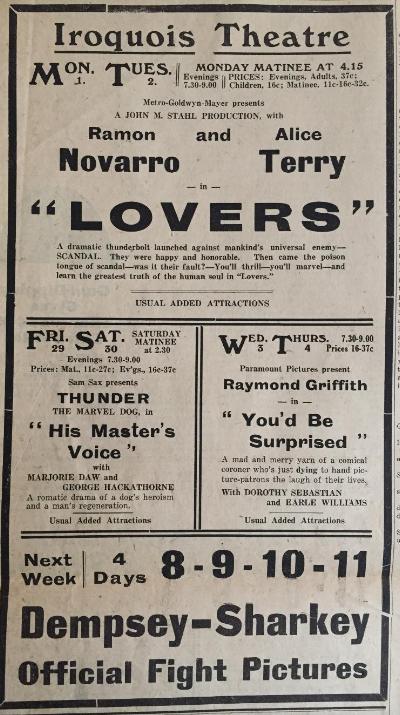 Iroquois Theatre
MON. TUES.
1. 2.
MONDAY MATINEE AT 4.15
Evenings
7.30-9.00
PRICES: Evenings, Adults, 37c;
Children, 16c; Matinee, 11c-16c-32c.
Metro-Goldwyn-Mayer presents
A JOHN M. STAHL PRODUCTION, with
Ramon and Alice
Novarro Terry
— in —
“LOVERS”
A dramatic thunderbolt launched against mankind's universal enemy—
SCANDAL. They were happy and honorable. Then came the poison
tongue of scandal—was it their fault?—You'll thrill—you'll marvel—and
learn the greatest truth of the human soul in "Lovers."
USUAL ADDED ATTRACTIONS
FRI. SAT.
29 30
SATURDAY
MATINEE
at 2.30
Evenings 7.30-9.00
Prices: Mat., 11c-27c; Ev'gs., 16c-37c
Sam Sax presents
THUNDER
THE MARVEL DOG, in
“His Master's
Voice”
with
MARJORIE DAW and
GEORGE HACKATHORNE
A romatic drama of a dog's heroism
and a man's regeneration.
Usual Added Attractions
WED. THURS.
3 4
7.30-9.00
Prices 16-37c
Paramount Pictures present
Raymond Griffith
— in —
“You'd Be
Surprised”
A mad and merry yarn of a comical
coroner who's just dying to hand pic-
ture-patrons the laugh of their lives.
With DOROTHY SEBASTIAN
and EARLE WILLIAMS
Usual Added Attractions
Next
Week
4
Days
8-9-10-11
Dempsey-Sharkey
Official Fight Pictures